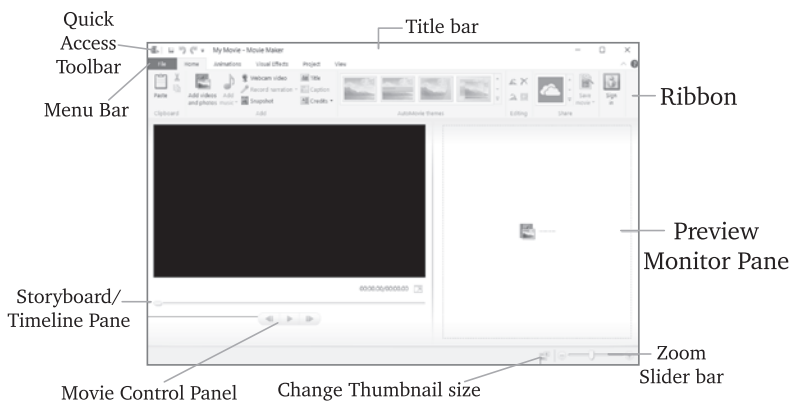 Quick
Access
Toolbar
Title bar
My Movie - Movie Maker
Menu Bar
File Home Animations Visual Effects Project View
Paste
Add videos
and photos
Add
music
Webcam video
Record narration
Snapshot
Title
Caption
Credits
Save
movie
Sign
in
Clipboard
Add
AutoMovie themes
Editing
Share
Ribbon
Preview
Monitor Pane
00:00.00/00:00.00
Storyboard/
Timeline Pane
Movie Control Panel
Change Thumbnail size
Zoom
Slider bar